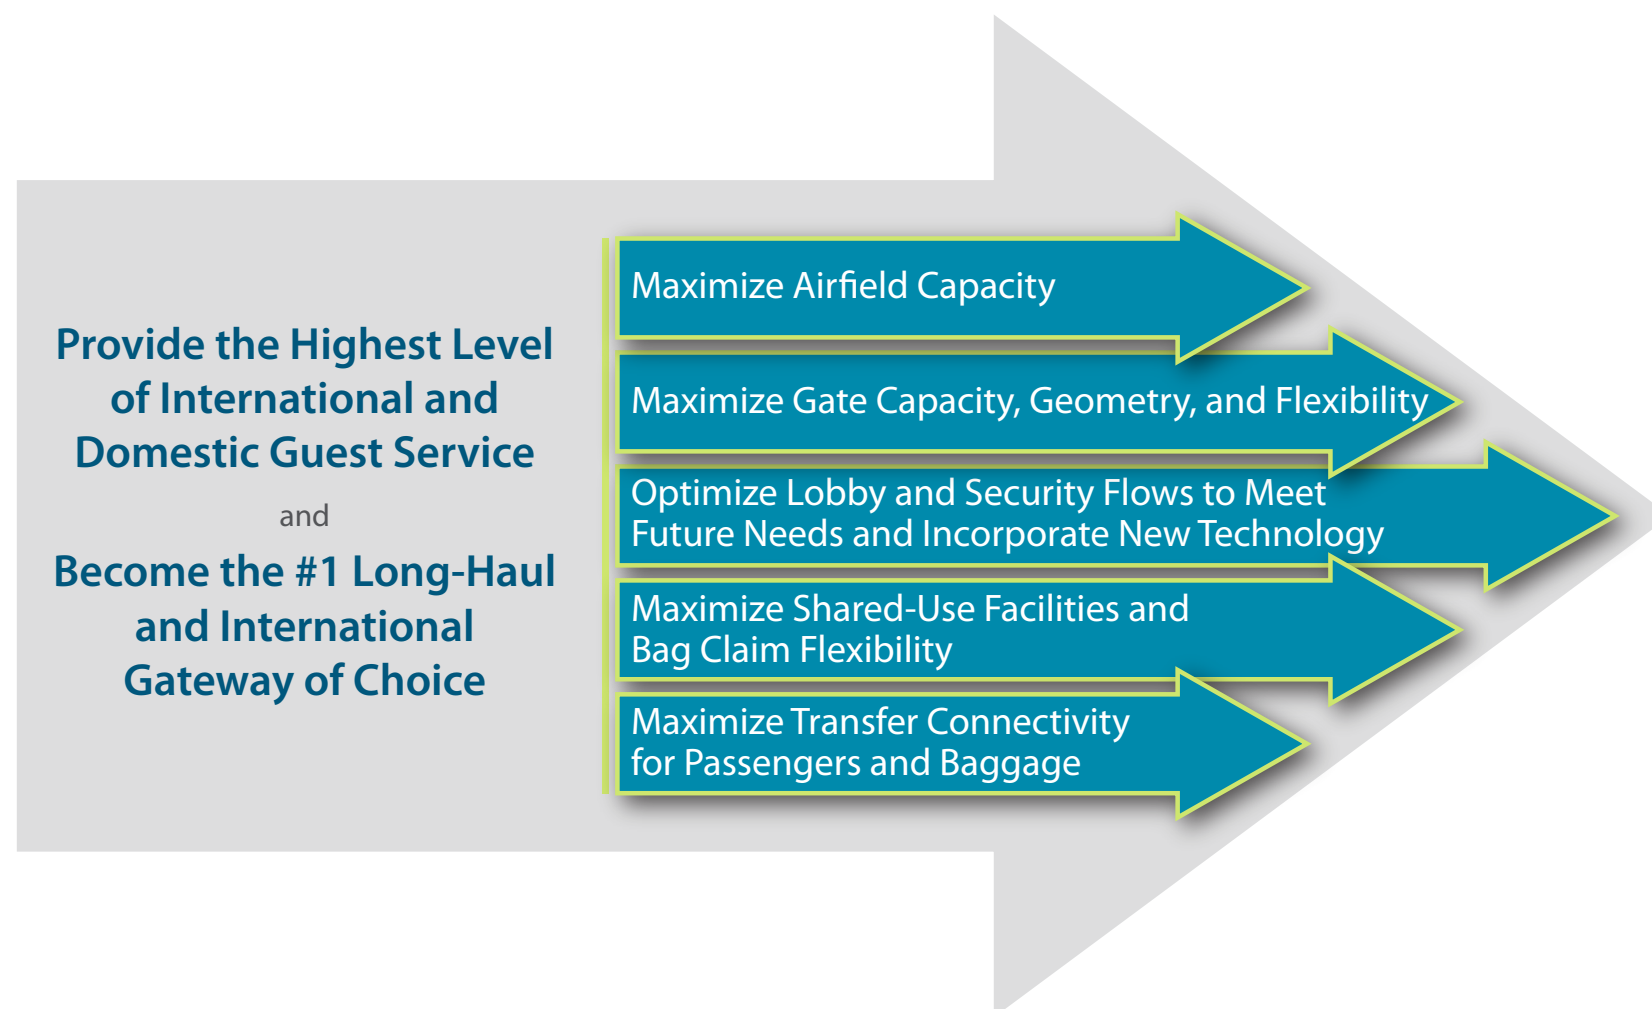 Provide the Highest Level
of International and
Domestic Guest Service
and
Become the #1 Long-Haul
and International
Gateway of Choice
Maximize Airfield Capacity
Maximize Gate Capacity, Geometry, and Flexibility
Optimize Lobby and Security Flows to Meet
Future Needs and Incorporate New Technology
Maximize Shared-Use Facilities and
Bag Claim Flexibility
Maximize Transfer Connectivity
for Passengers and Baggage